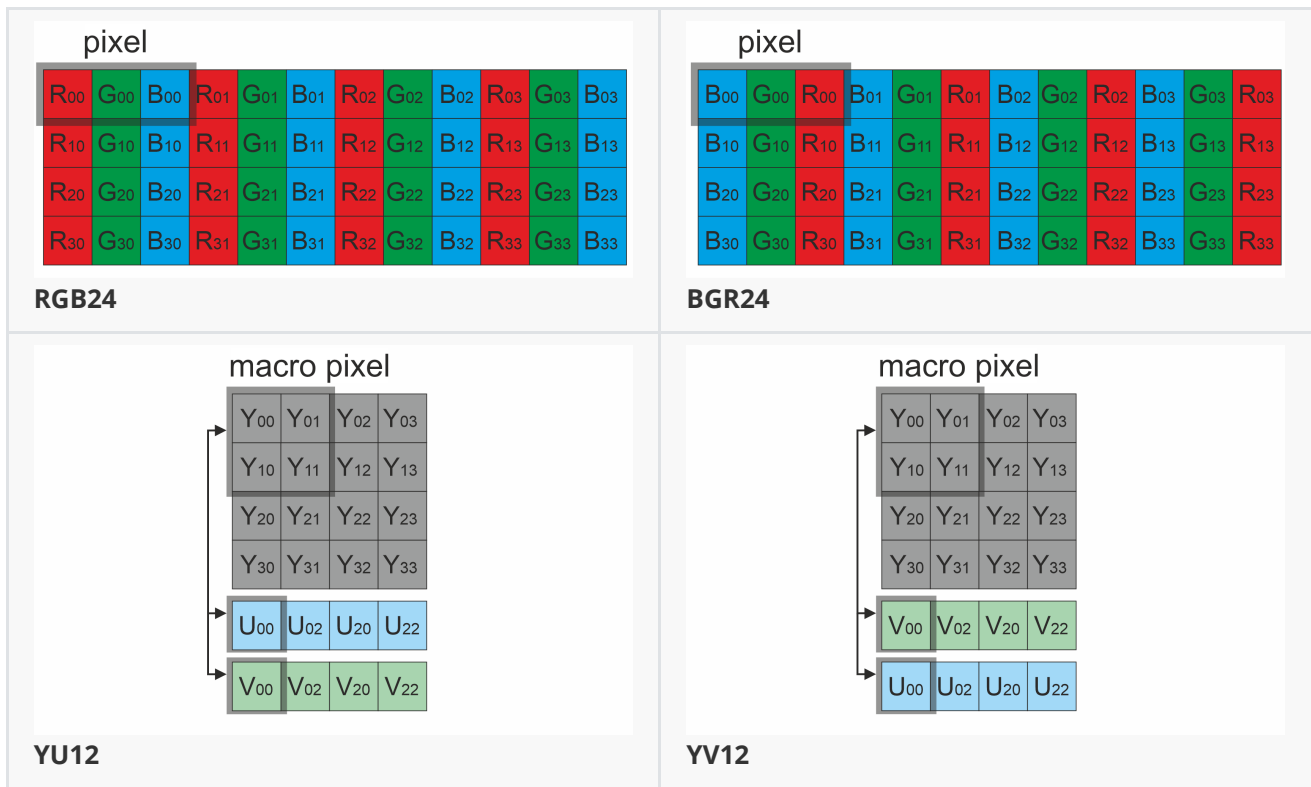 pixel
R00 G00 B00 R01 G01 B01 R02 G02 B02 R03 G03 B03
R10 G10 B10 R11 G11 B11 R12 G12 B12 R13 G13 B13
R20 G20 B20 R21 G21 B21 R22 G22 B22 R23 G23 B23
R30 G30 B30 R31 G31 B31 R32 G32 B32 R33 G33 B33
RGB24
pixel
B00 G00 R00 B01 G01 R01 B02 G02 R02 B03 G03 R03
B10 G10 R10 B11 G11 R11 B12 G12 R12 B13 G13 R13
B20 G20 R20 B21 G21 R21 B22 G22 R22 B23 G23 R23
B30 G30 R30 B31 G31 R31 B32 G32 R32 B33 G33 R33
BGR24
macro pixel
Y00 Y01 Y02 Y03
Y10 Y11 Y12 Y13
Y20 Y21 Y22 Y23
Y30 Y31 Y32 Y33
U00 U02 U20 U22
V00 V02 V20 V22
YU12
macro pixel
Y00 Y01 Y02 Y03
Y10 Y11 Y12 Y13
Y20 Y21 Y22 Y23
Y30 Y31 Y32 Y33
V00 V02 V20 V22
U00 U02 U20 U22
YV12